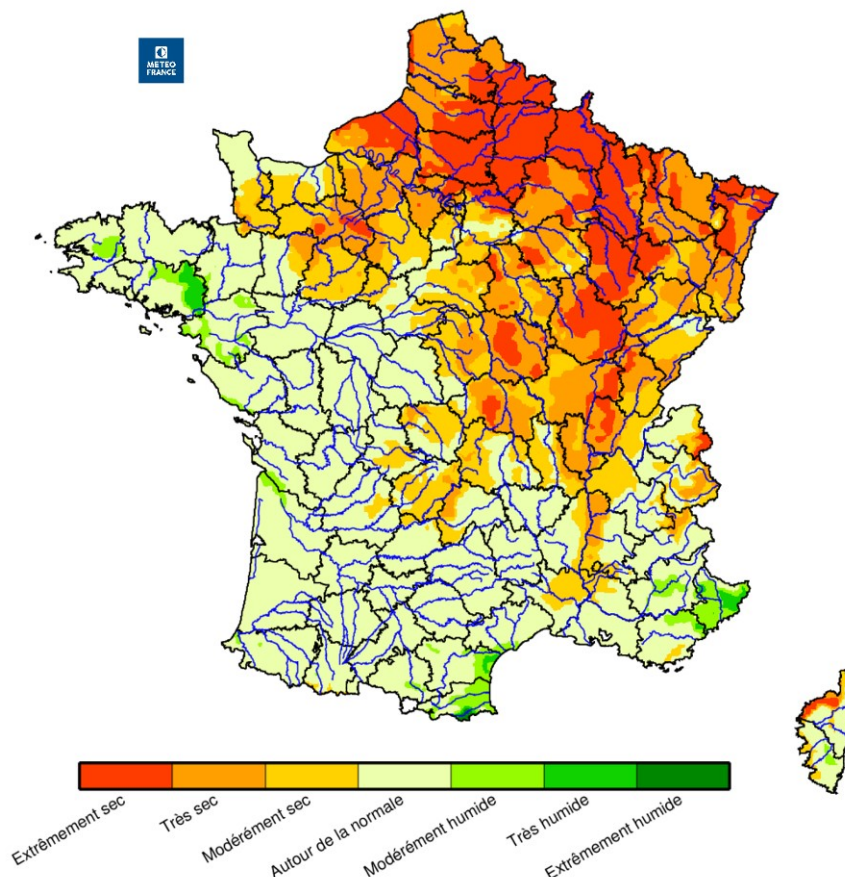 METEO
FRANCE
Extrêmement sec
Très sec
Modérément sec
Autour de la normale
Modérément humide
Très humide
Extrêmement humide